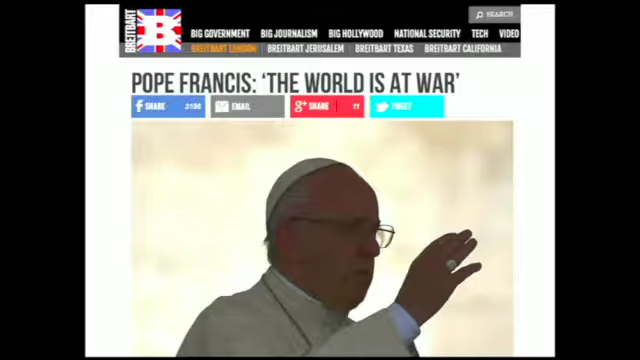 BREITBART
B
SEARCH
BIG GOVERNMENT BIG JOURNALISM BIG HOLLYWOOD NATIONAL SECURITY TECH VIDEO
BREITBART LONDON BREITBART JERUSALEM BREITBART TEXAS BREITBART CALIFORNIA
POPE FRANCIS: ‘THE WORLD IS AT WAR’
f SHARE 3156 EMAIL g+ SHARE 11 TWEET